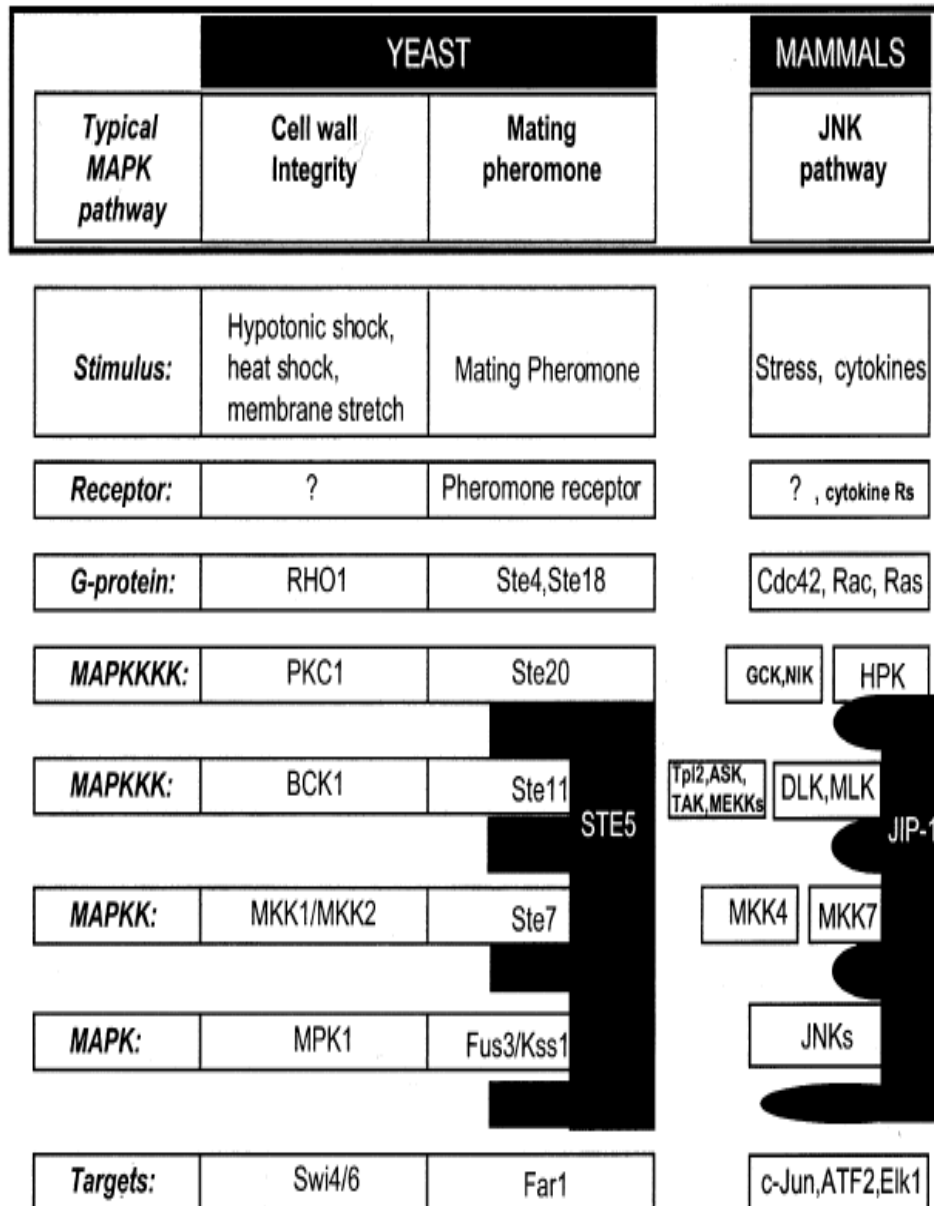 YEAST
MAMMALS
Typical
MAPK
pathway
Cell wall
Integrity
Mating
pheromone
JNK
pathway
Stimulus:
Hypotonic shock,
heat shock,
membrane stretch
Mating Pheromone
Stress, cytokines
Receptor:
?
Pheromone receptor
? , cytokine Rs
G-protein:
RHO1
Ste4,Ste18
Cdc42, Rac, Ras
MAPKKKK:
PKC1
Ste20
GCK,NIK
HPK
MAPKKK:
BCK1
Ste11
Tpl2,ASK,
TAK,MEKKs
DLK,MLK
STE5
JIP-1
MAPKK:
MKK1/MKK2
Ste7
MKK4
MKK7
MAPK:
MPK1
Fus3/Kss1
JNKs
Targets:
Swi4/6
Far1
c-Jun,ATF2,Elk1